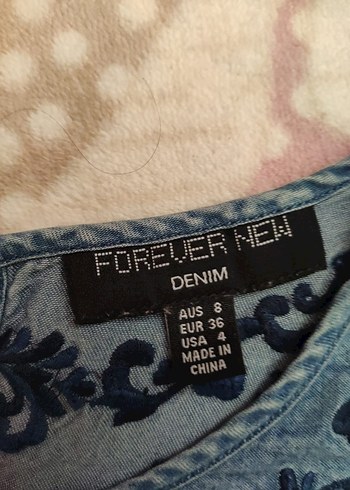 FOREVER NEW
DENIM
AUS 8
EUR 36
USA 4
MADE IN
CHINA